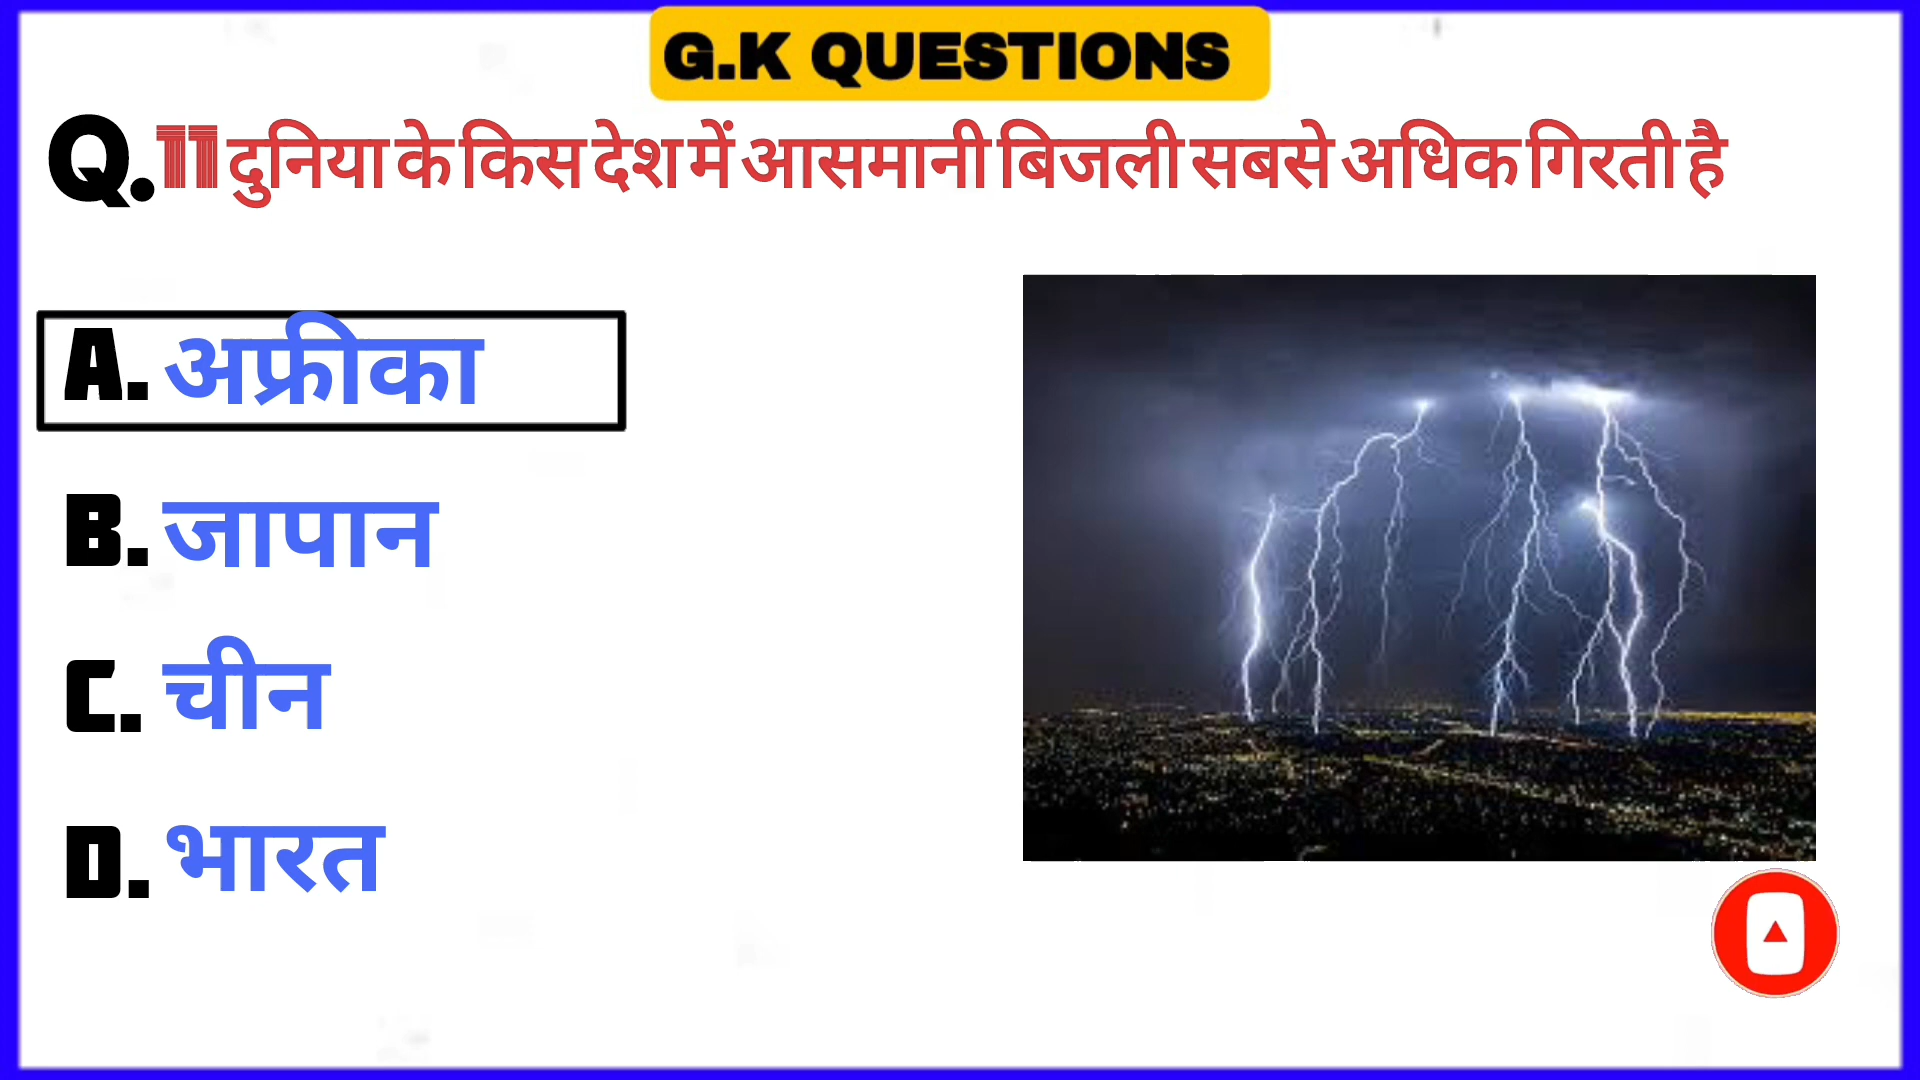 G.K QUESTIONS
Q.11 दुनिया के किस देश में आसमानी बिजली सबसे अधिक गिरती है
A. अफ्रीका
B. जापान
C. चीन
D. भारत